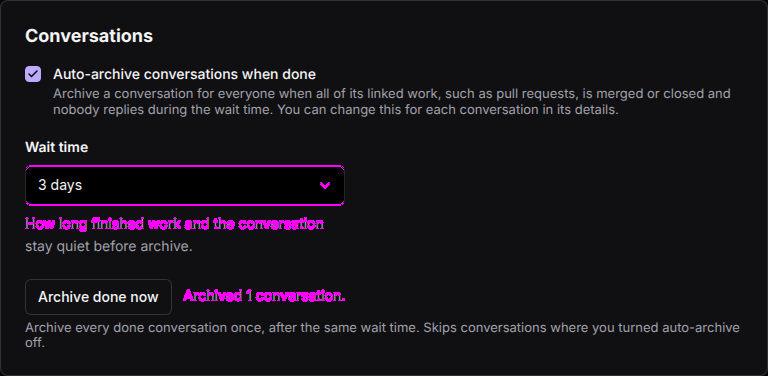 Conversations
Auto-archive conversations when done
Archive a conversation for everyone when all of its linked work, such as pull requests, is merged or closed and
nobody replies during the wait time. You can change this for each conversation in its details.
Wait time
3 days
How long finished work and the conversation
stay quiet before archive.
Archive done now
Archived 1 conversation.
Archive every done conversation once, after the same wait time. Skips conversations where you turned auto-archive
off.